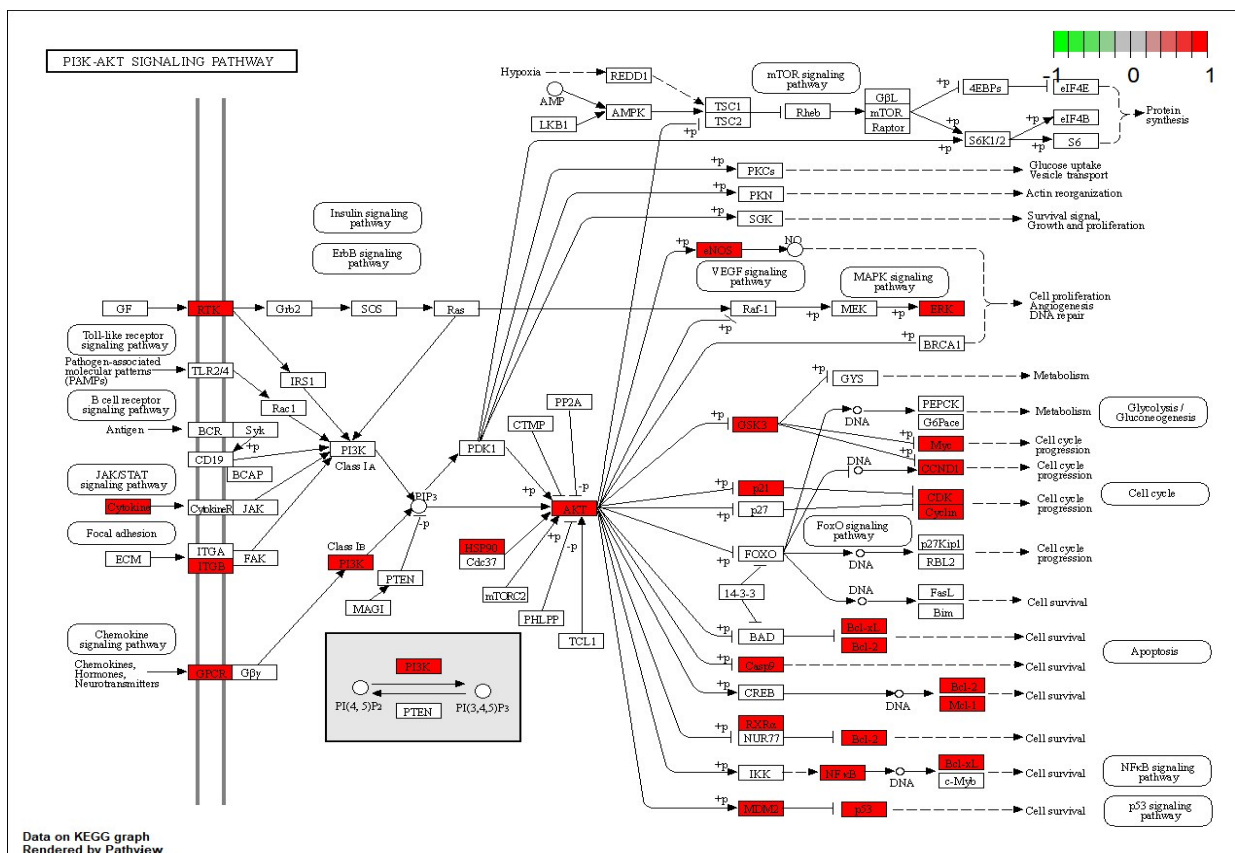 PI3K-AKT SIGNALING PATHWAY
-1 0 1
Hypoxia
REDD1
mTOR signaling
pathway
AMP
LKB1
AMPK
TSC1
TSC2
+p
Rheb
GβL
mTOR
Raptor
+p
+p
4EBPs
eIF4E
eIF4B
S6K1/2
S6
+p
+p
+p
Protein
synthesis
+p
PKCs
Glucose uptake
Vesicle transport
+p
PKN
Actin reorganization
+p
SGK
Survival signal,
Growth and proliferation
Insulin signaling
pathway
ErbB signaling
pathway
+p
eNOS
NO
VEGF signaling
pathway
MAPK signaling
pathway
GF
RTK
Grb2
SOS
Ras
Raf-1
+p
MEK
+p
+p
ERK
Cell proliferation
Angiogenesis
DNA repair
+p
BRCA1
Toll-like receptor
signaling pathway
Pathogen-associated
molecular patterns
(PAMPs)
TLR2/4
IRS1
Rac1
B cell receptor
signaling pathway
Antigen
BCR
Syk
+p
CD19
BCAP
PI3K
Class IA
PDK1
CTMP
PP2A
+p
GYS
Metabolism
+p
GSK3
DNA
PEPCK
G6Pace
Metabolism
Glycolysis /
Gluconeogenesis
+p
Myc
Cell cycle
progression
+p
DNA
CCND1
Cell cycle
progression
JAK/STAT
signaling pathway
Cytokine
CytokineR
JAK
PIP3
-p
+p
-p
AKT
+p
p21
+p
p27
CDK
Cyclin
Cell cycle
progression
Cell cycle
Focal adhesion
ECM
ITGA
ITGB
FAK
Class IB
PI3K
PTEN
MAGI
HSP90
Cdc37
+p
-p
mTORC2
PHLPP
TCL1
FoxO signaling
pathway
+p
FOXO
DNA
p27Kip1
RBL2
Cell cycle
progression
14-3-3
DNA
FasL
Bim
Cell survival
+p
BAD
Bcl-xL
Bcl-2
Cell survival
Apoptosis
Chemokine
signaling pathway
Chemokines,
Hormones,
Neurotransmitters
GPCR
Gβγ
+p
Casp9
Cell survival
PI3K
PI(4, 5)P2
PI(3,4,5)P3
PTEN
+p
CREB
DNA
Bcl-2
Mcl-1
Cell survival
+p
RXRα
NUR77
Bcl-2
Cell survival
+p
IKK
NFκB
DNA
Bcl-xL
c-Myb
Cell survival
NFκB signaling
pathway
+p
MDM2
p53
Cell survival
p53 signaling
pathway
Data on KEGG graph
Rendered by Pathview